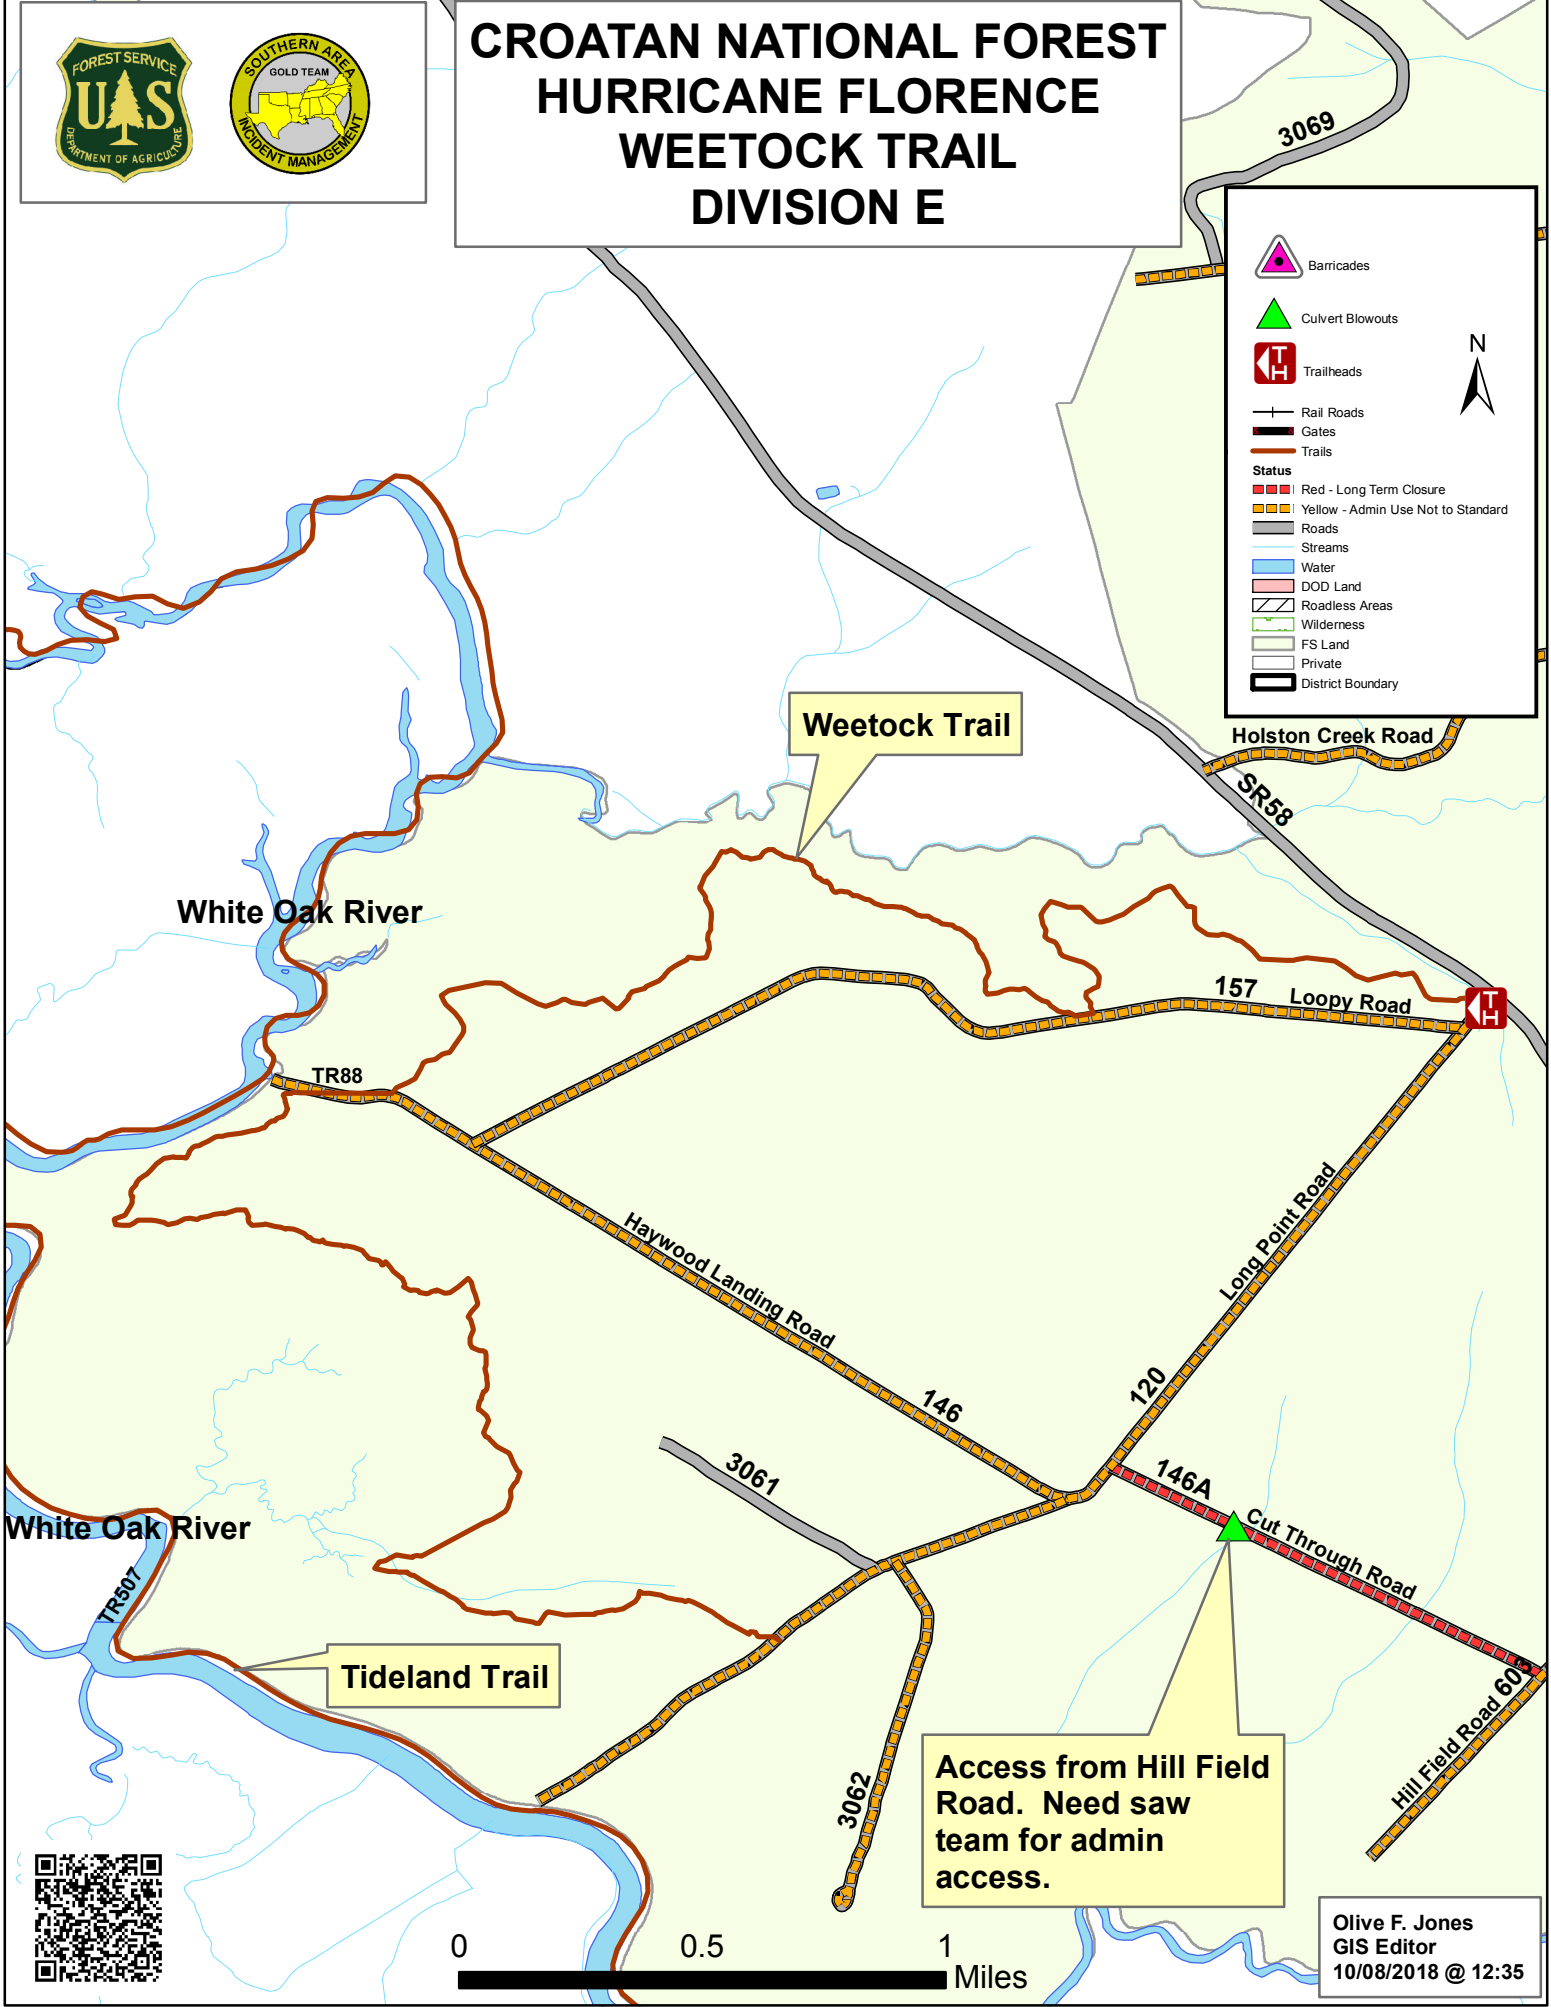 FOREST SERVICE
UAS
DEPARTMENT OF AGRICULTURE
SOUTHERN AREA
GOLD TEAM
INCIDENT MANAGEMENT
CROATAN NATIONAL FOREST
HURRICANE FLORENCE
WEETOCK TRAIL
DIVISION E
3069
Barricades
Culvert Blowouts
TH
Trailheads
N
Rail Roads
Gates
Trails
Status
Red - Long Term Closure
Yellow - Admin Use Not to Standard
Roads
Streams
Water
DOD Land
Roadless Areas
Wilderness
FS Land
Private
District Boundary
Weetock Trail
Holston Creek Road
SR58
White Oak River
157
Loopy Road
TH
TR88
Haywood Landing Road
Long Point Road
146
120
3061
146A
Cut Through Road
White Oak River
TR507
Tideland Trail
Hill Field Road
3062
Access from Hill Field
Road. Need saw
team for admin
access.
0
0.5
1
Miles
Olive F. Jones
GIS Editor
10/08/2018 @ 12:35